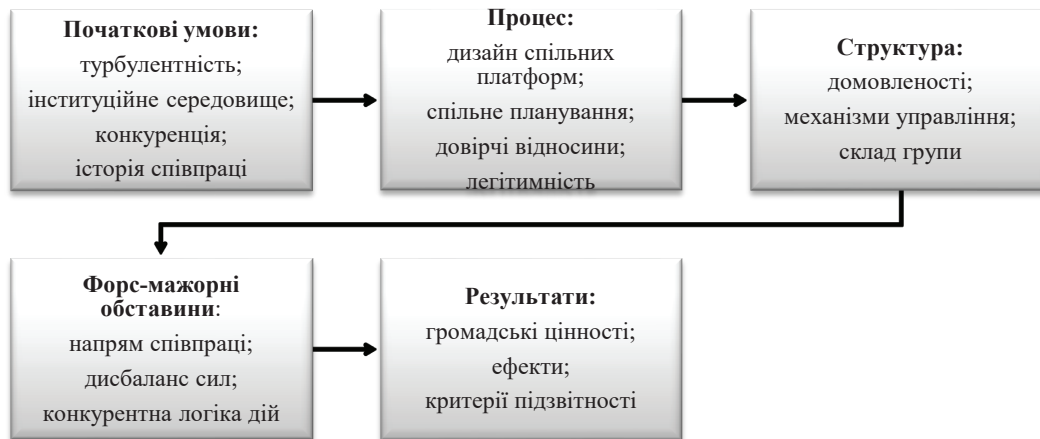 Початкові умови:
турбулентність;
інституційне середовище;
конкуренція;
історія співпраці
Процес:
дизайн спільних
платформ;
спільне планування;
довірчі відносини;
легітимність
Структура:
домовленості;
механізми управління;
склад групи
Форс-мажорні
обставини:
напрям співпраці;
дисбаланс сил;
конкурентна логіка дій
Результати:
громадські цінності;
ефекти;
критерії підзвітності